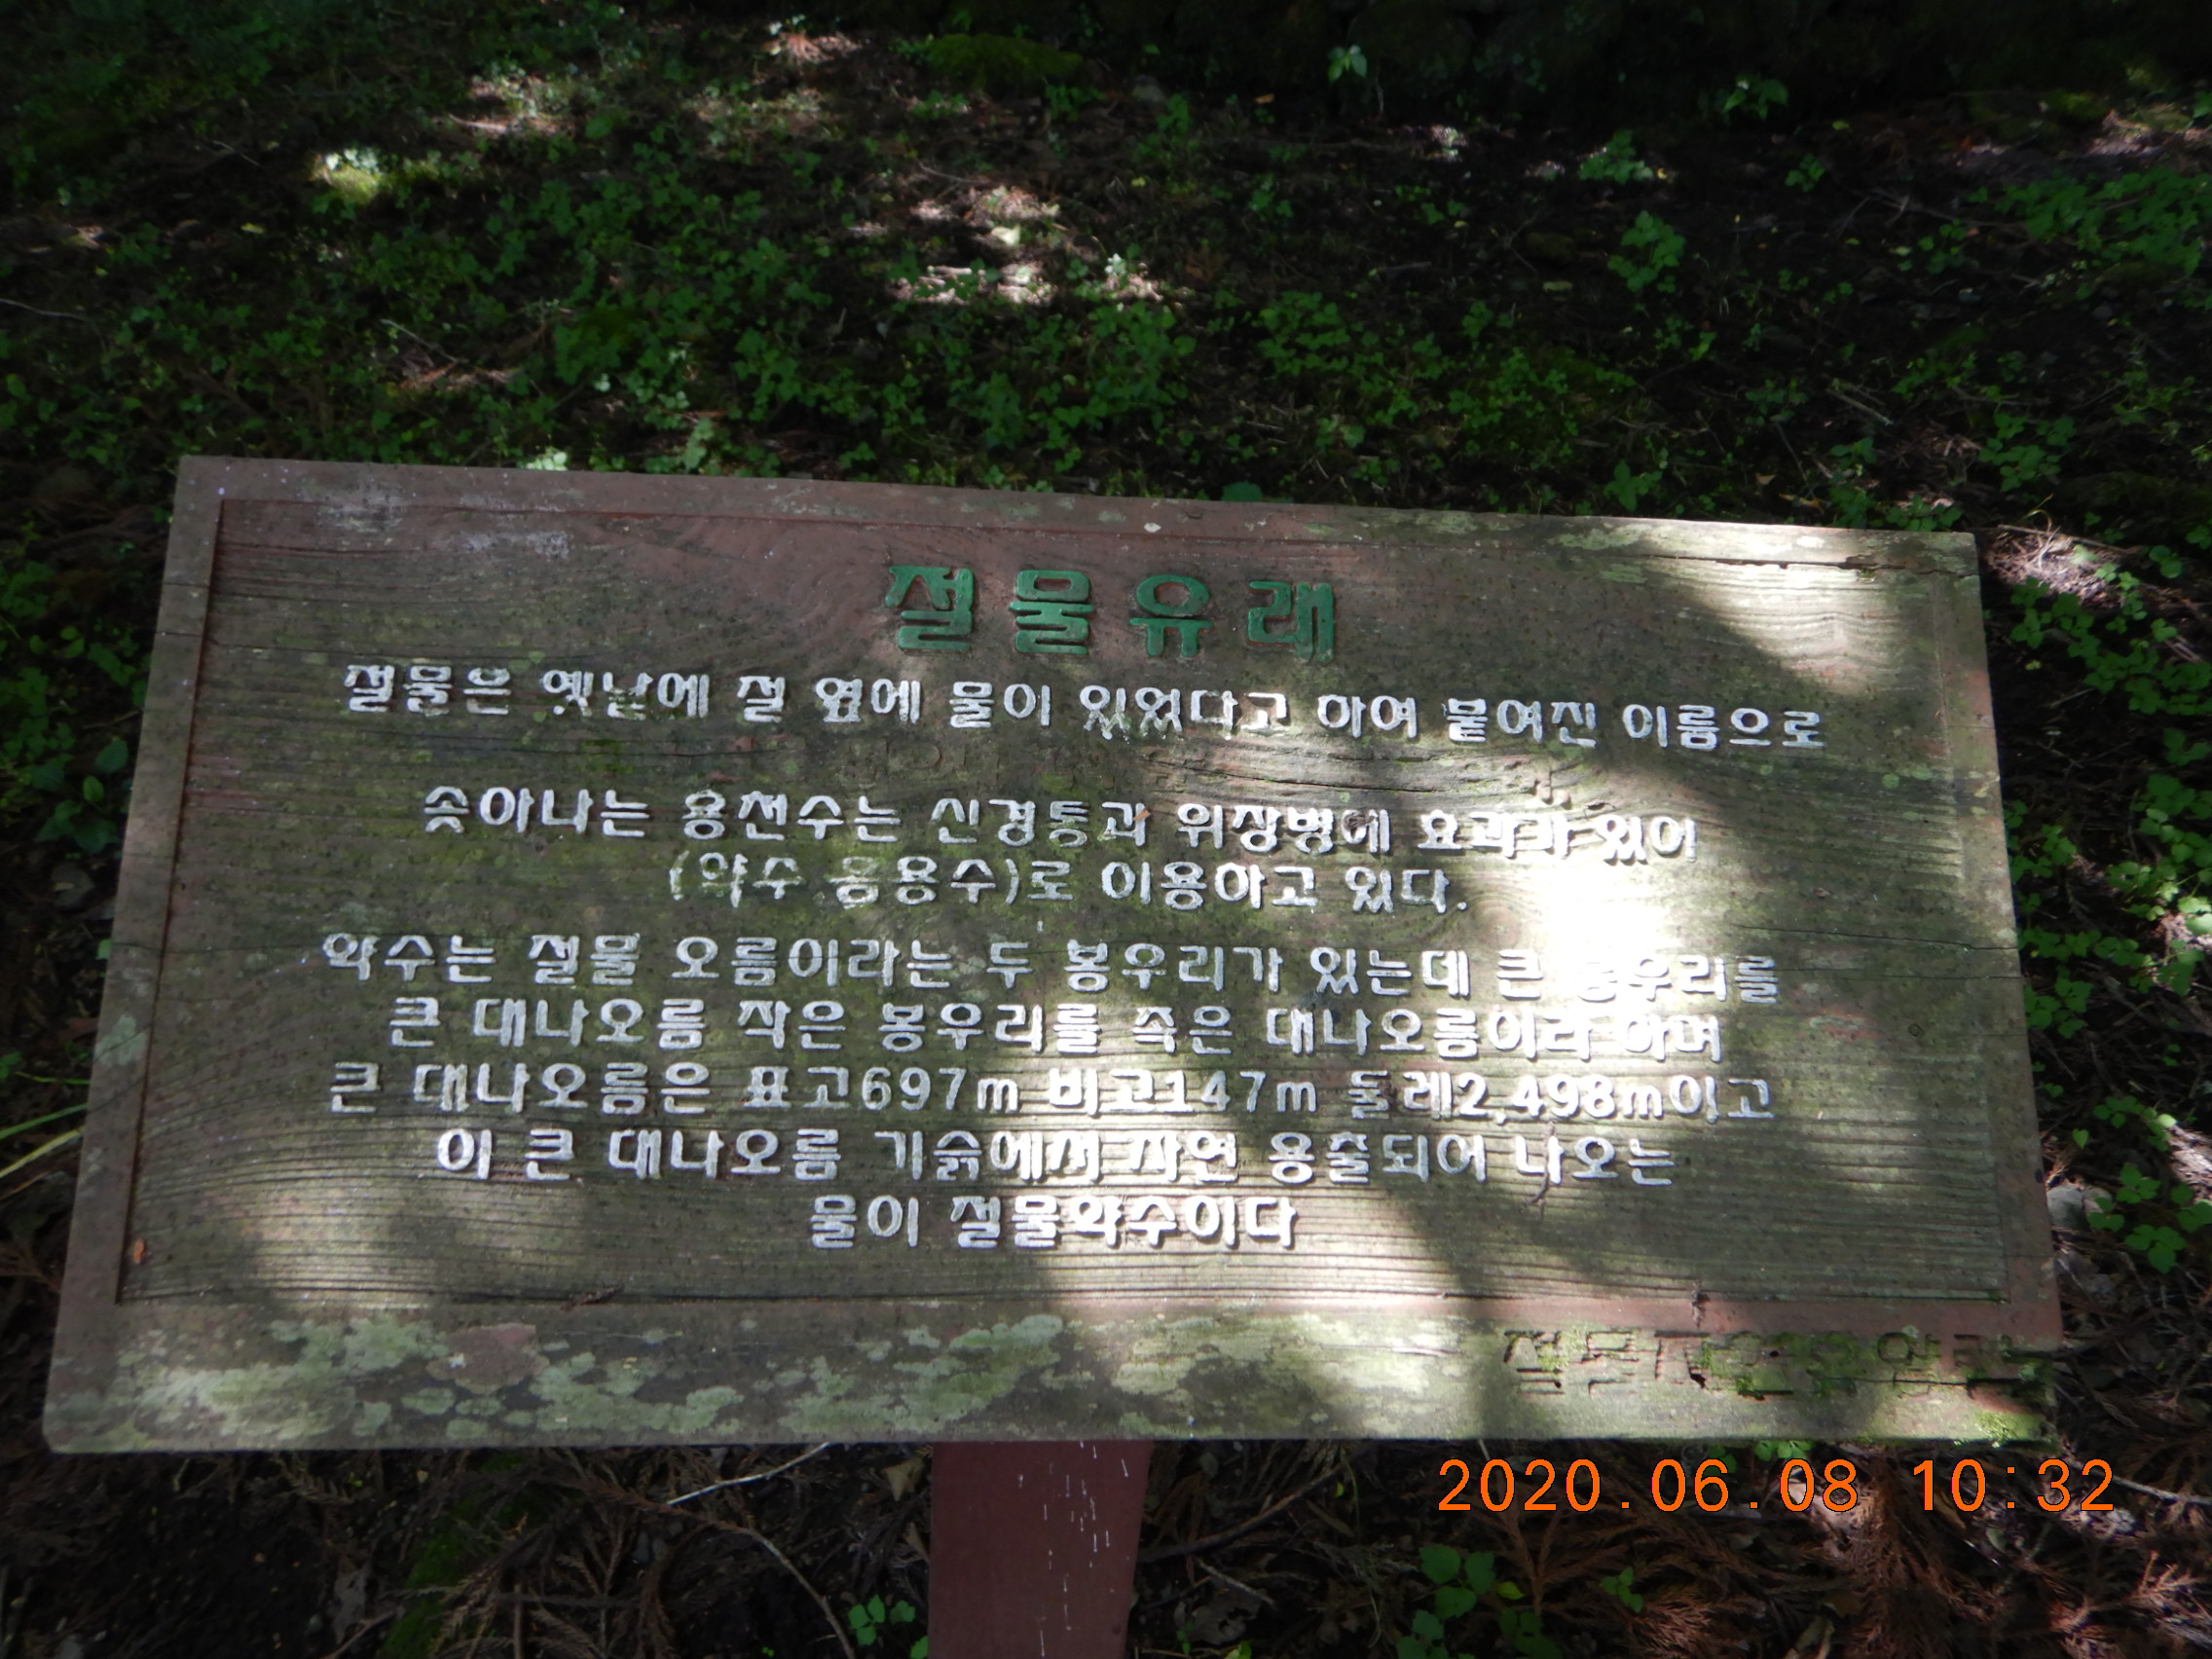 절물유래
절물은 옛날에 절 옆에 물이 있었다고 하여 붙여진 이름으로
솟아나는 용천수는 신경통과 위장병에 효과가 있어
(약수 음용수)로 이용하고 있다.
약수는 절물 오름이라는 두 봉우리가 있는데 큰 봉우리를
큰 대나오름 작은 봉우리를 족은 대나오름이라 하며
큰 대나오름은 표고697m 비고147m 둘레2,498m이고
이 큰 대나오름 기슭에서 자연 용출되어 나오는
물이 절물약수이다
절물자연휴양림
2020.06.08 10:32